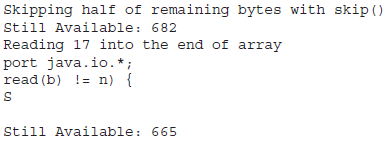 Skipping half of remaining bytes with skip()
Still Available: 682
Reading 17 into the end of array
port java.io.*;
read(b) != n) {
S
Still Available: 665